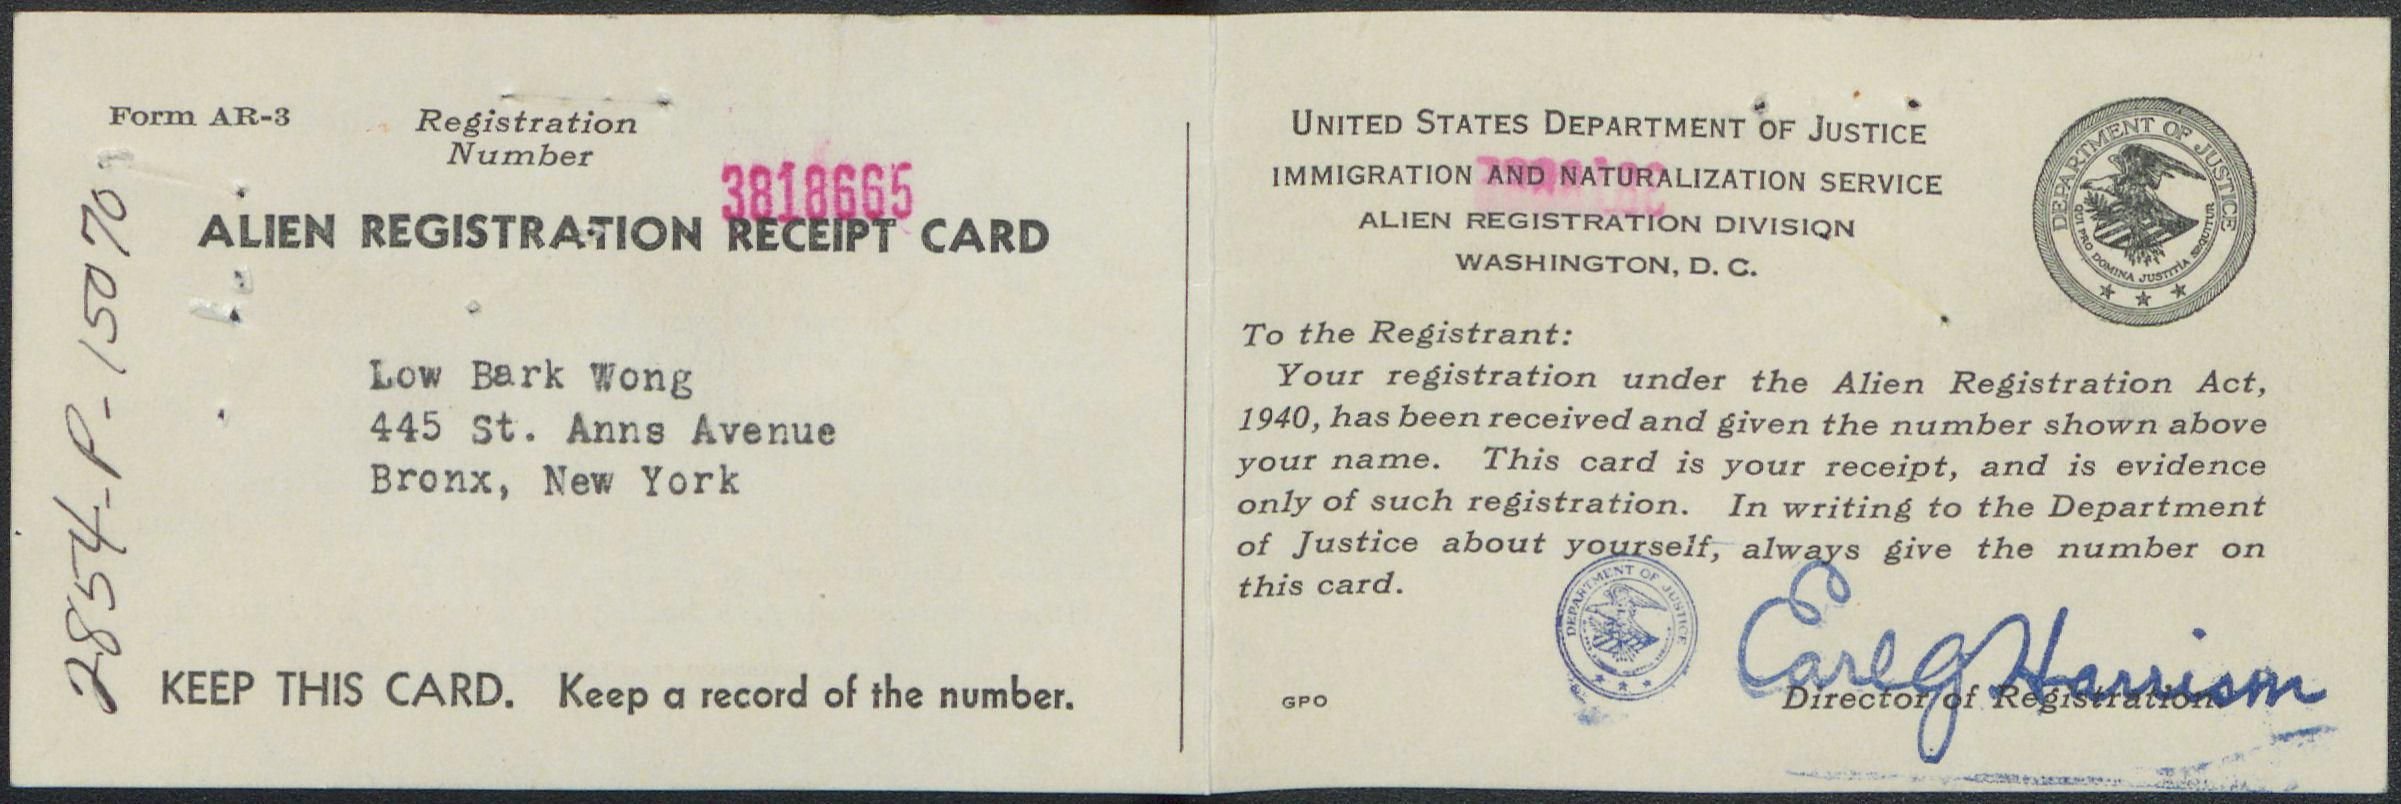 Form AR-3
Registration
Number
3818665
ALIEN REGISTRATION RECEIPT CARD
Low Bark Wong
445 St. Anns Avenue
Bronx, New York
KEEP THIS CARD. Keep a record of the number.
2854-P-15070
UNITED STATES DEPARTMENT OF JUSTICE
IMMIGRATION AND NATURALIZATION SERVICE
ALIEN REGISTRATION DIVISION
WASHINGTON, D. C.
DEPARTMENT OF JUSTICE
QUI PRO DOMINA JUSTITIA SEQUITUR
To the Registrant:
Your registration under the Alien Registration Act,
1940, has been received and given the number shown above
your name. This card is your receipt, and is evidence
only of such registration. In writing to the Department
of Justice about yourself, always give the number on
this card.
DEPARTMENT OF JUSTICE
Earl G Harrison
GPO
Director of Registration.